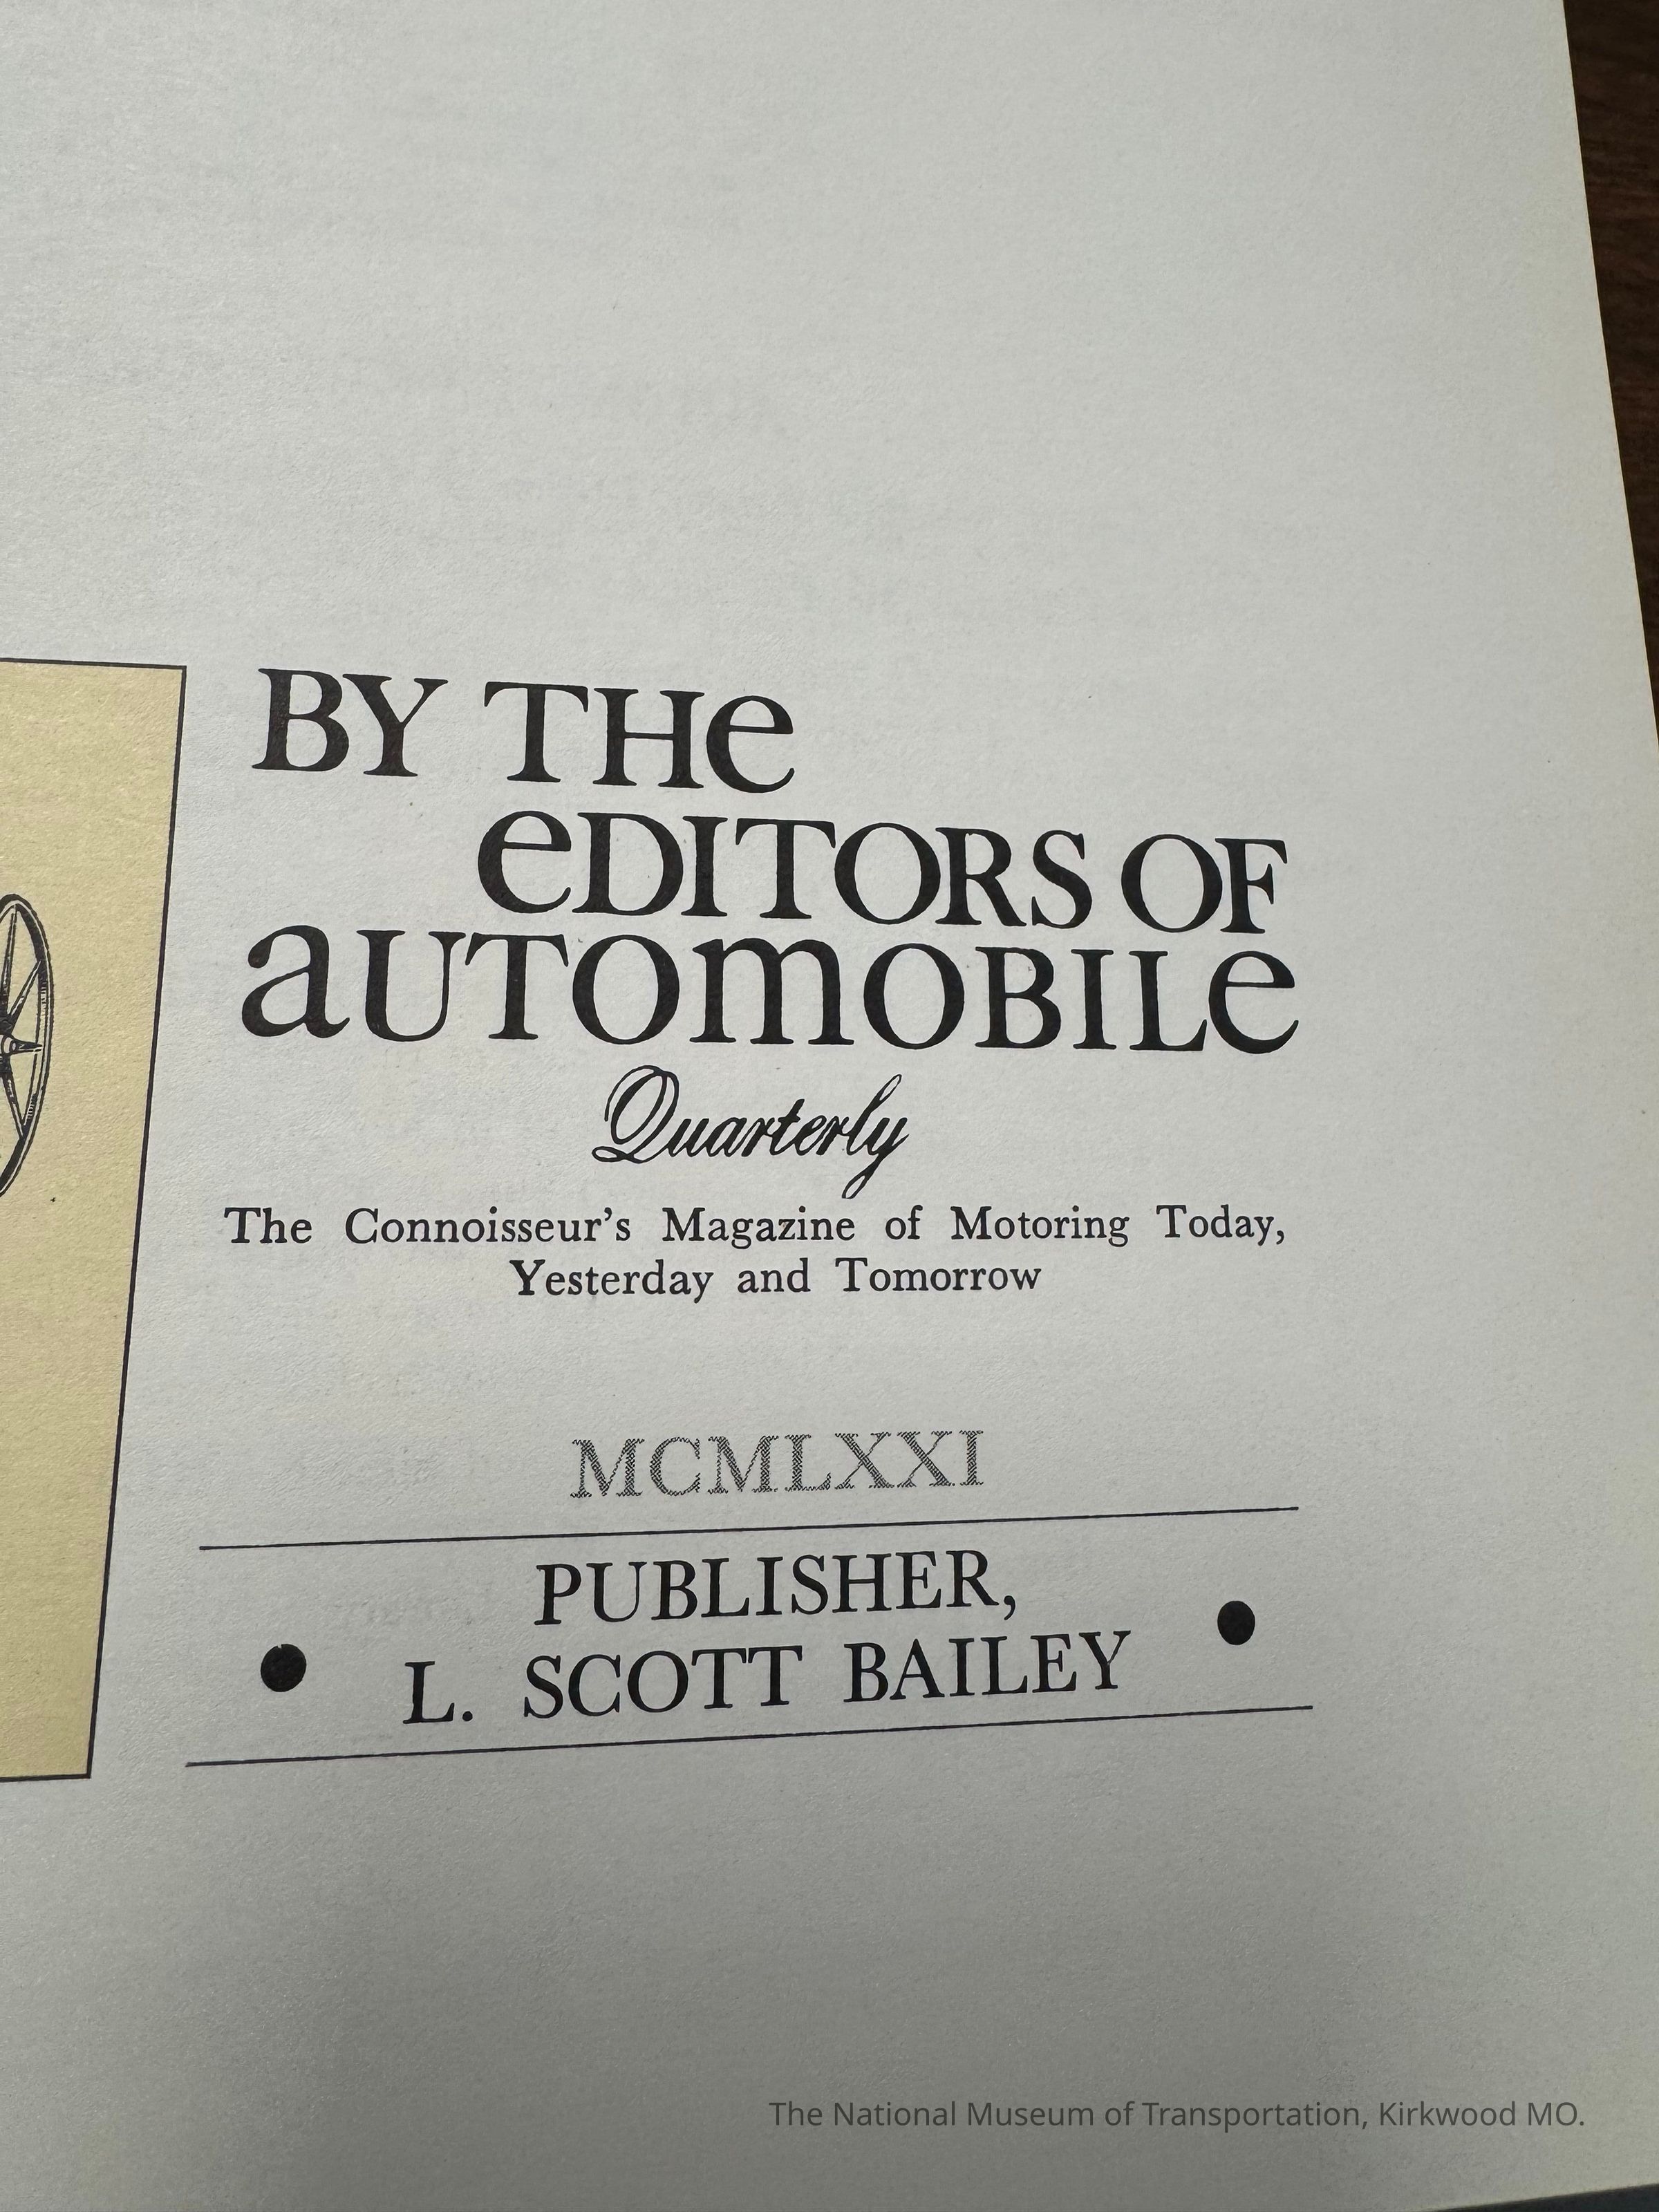 BY THe
eDITORS OF
aUTOmOBILe
Quarterly
The Connoisseur's Magazine of Motoring Today,
Yesterday and Tomorrow
MCMLXXI
PUBLISHER,
L. SCOTT BAILEY
The National Museum of Transportation, Kirkwood MO.